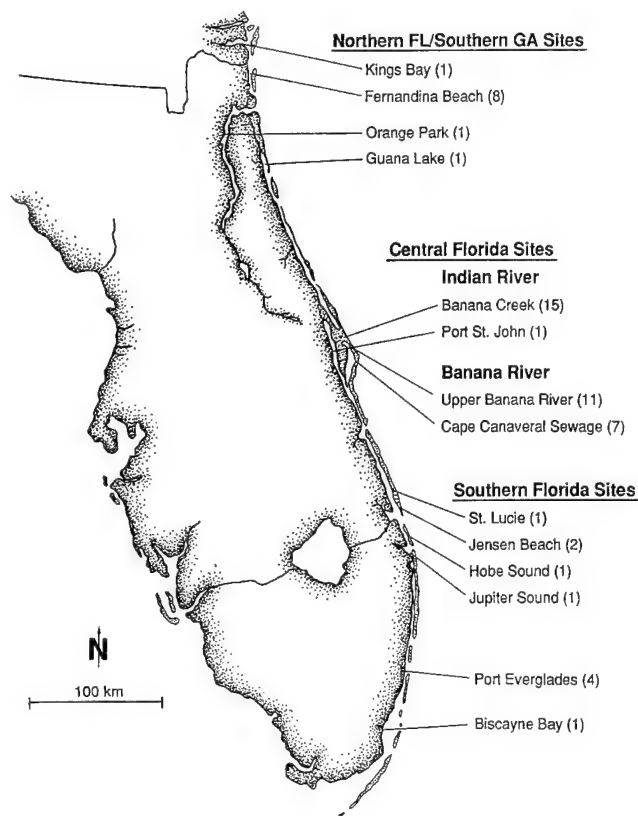 Northern FL/Southern GA Sites
Kings Bay (1)
Fernandina Beach (8)
Orange Park (1)
Guana Lake (1)
Central Florida Sites
Indian River
Banana Creek (15)
Port St. John (1)
Banana River
Upper Banana River (11)
Cape Canaveral Sewage (7)
Southern Florida Sites
St. Lucie (1)
Jensen Beach (2)
Hobe Sound (1)
Jupiter Sound (1)
N
100 km
Port Everglades (4)
Biscayne Bay (1)